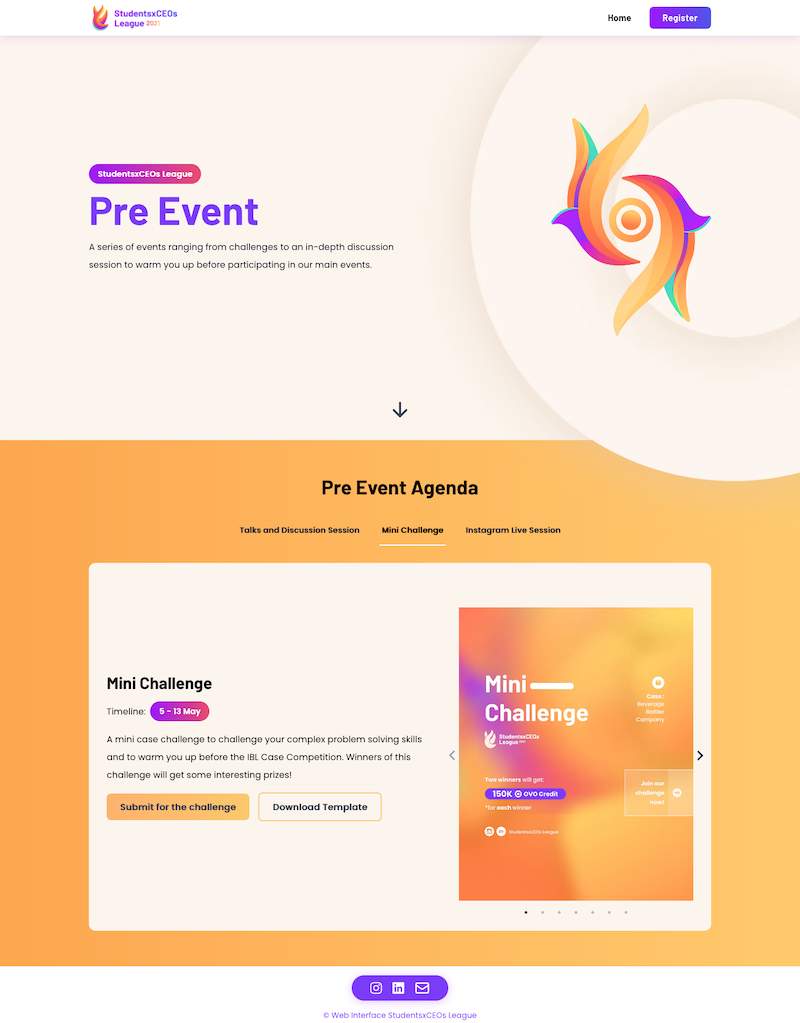 StudentsxCEOs
League 2021
Home
Register
StudentsxCEOs League
Pre Event
A series of events ranging from challenges to an in-depth discussion
session to warm you up before participating in our main events.
Pre Event Agenda
Talks and Discussion Session
Mini Challenge
Instagram Live Session
Mini Challenge
Timeline: 5 - 13 May
A mini case challenge to challenge your complex problem solving skills
and to warm you up before the IBL Case Competition. Winners of this
challenge will get some interesting prizes!
Submit for the challenge
Download Template
Mini
Challenge
StudentsxCEOs
League 2021
Case :
Beverage
Bottler
Company
Two winners will get:
150K OVO Credit
*for each winner
Join our
challenge
now!
StudentsxCEOs League
© Web Interface StudentsxCEOs League